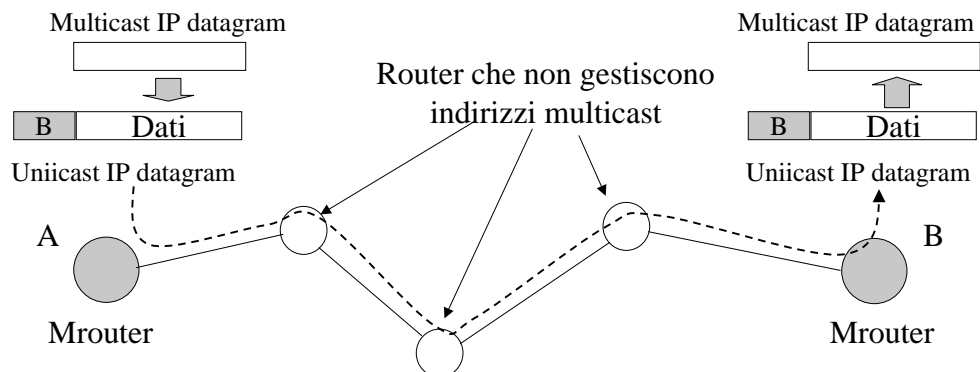 Multicast IP datagram
Multicast IP datagram
Router che non gestiscono
indirizzi multicast
B Dati
B Dati
Uniicast IP datagram
Uniicast IP datagram
A
B
Mrouter
Mrouter